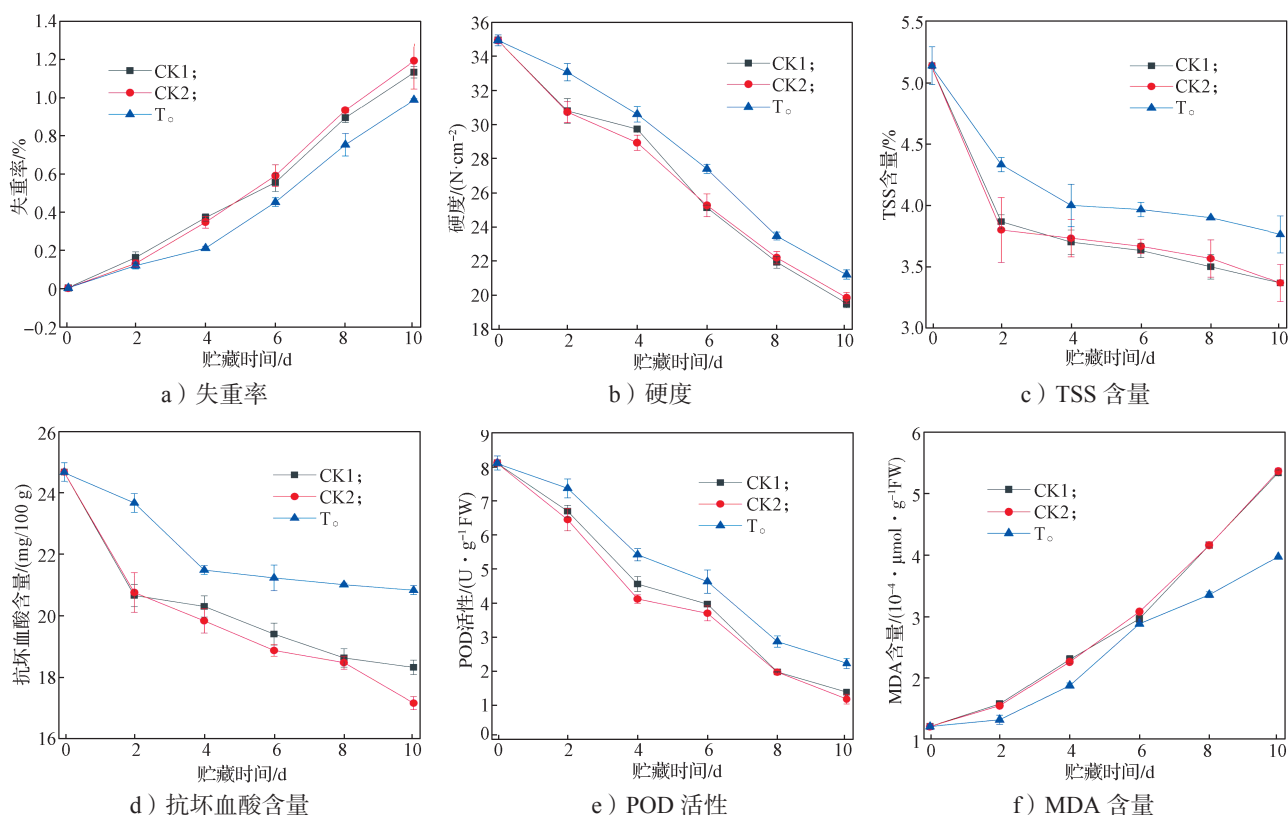 1.4
1.2
1.0
0.8
0.6
0.4
0.2
0
−0.2
失重率/%
CK1；
CK2；
T。
0 2 4 6 8 10
贮藏时间/d
a）失重率
36
34
32
30
28
26
24
22
20
18
硬度/(N·cm⁻²)
CK1；
CK2；
T。
0 2 4 6 8 10
贮藏时间/d
b）硬度
5.5
5.0
4.5
4.0
3.5
3.0
TSS含量/%
CK1；
CK2；
T。
0 2 4 6 8 10
贮藏时间/d
c）TSS 含量
26
24
22
20
18
16
抗坏血酸含量/(mg/100 g)
CK1；
CK2；
T。
0 2 4 6 8 10
贮藏时间/d
d）抗坏血酸含量
9
8
7
6
5
4
3
2
1
0
POD活性/(U·g⁻¹FW)
CK1；
CK2；
T。
0 2 4 6 8 10
贮藏时间/d
e）POD 活性
6
5
4
3
2
1
MDA含量/(10⁻⁴·μmol·g⁻¹FW)
CK1；
CK2；
T。
0 2 4 6 8 10
贮藏时间/d
f）MDA 含量